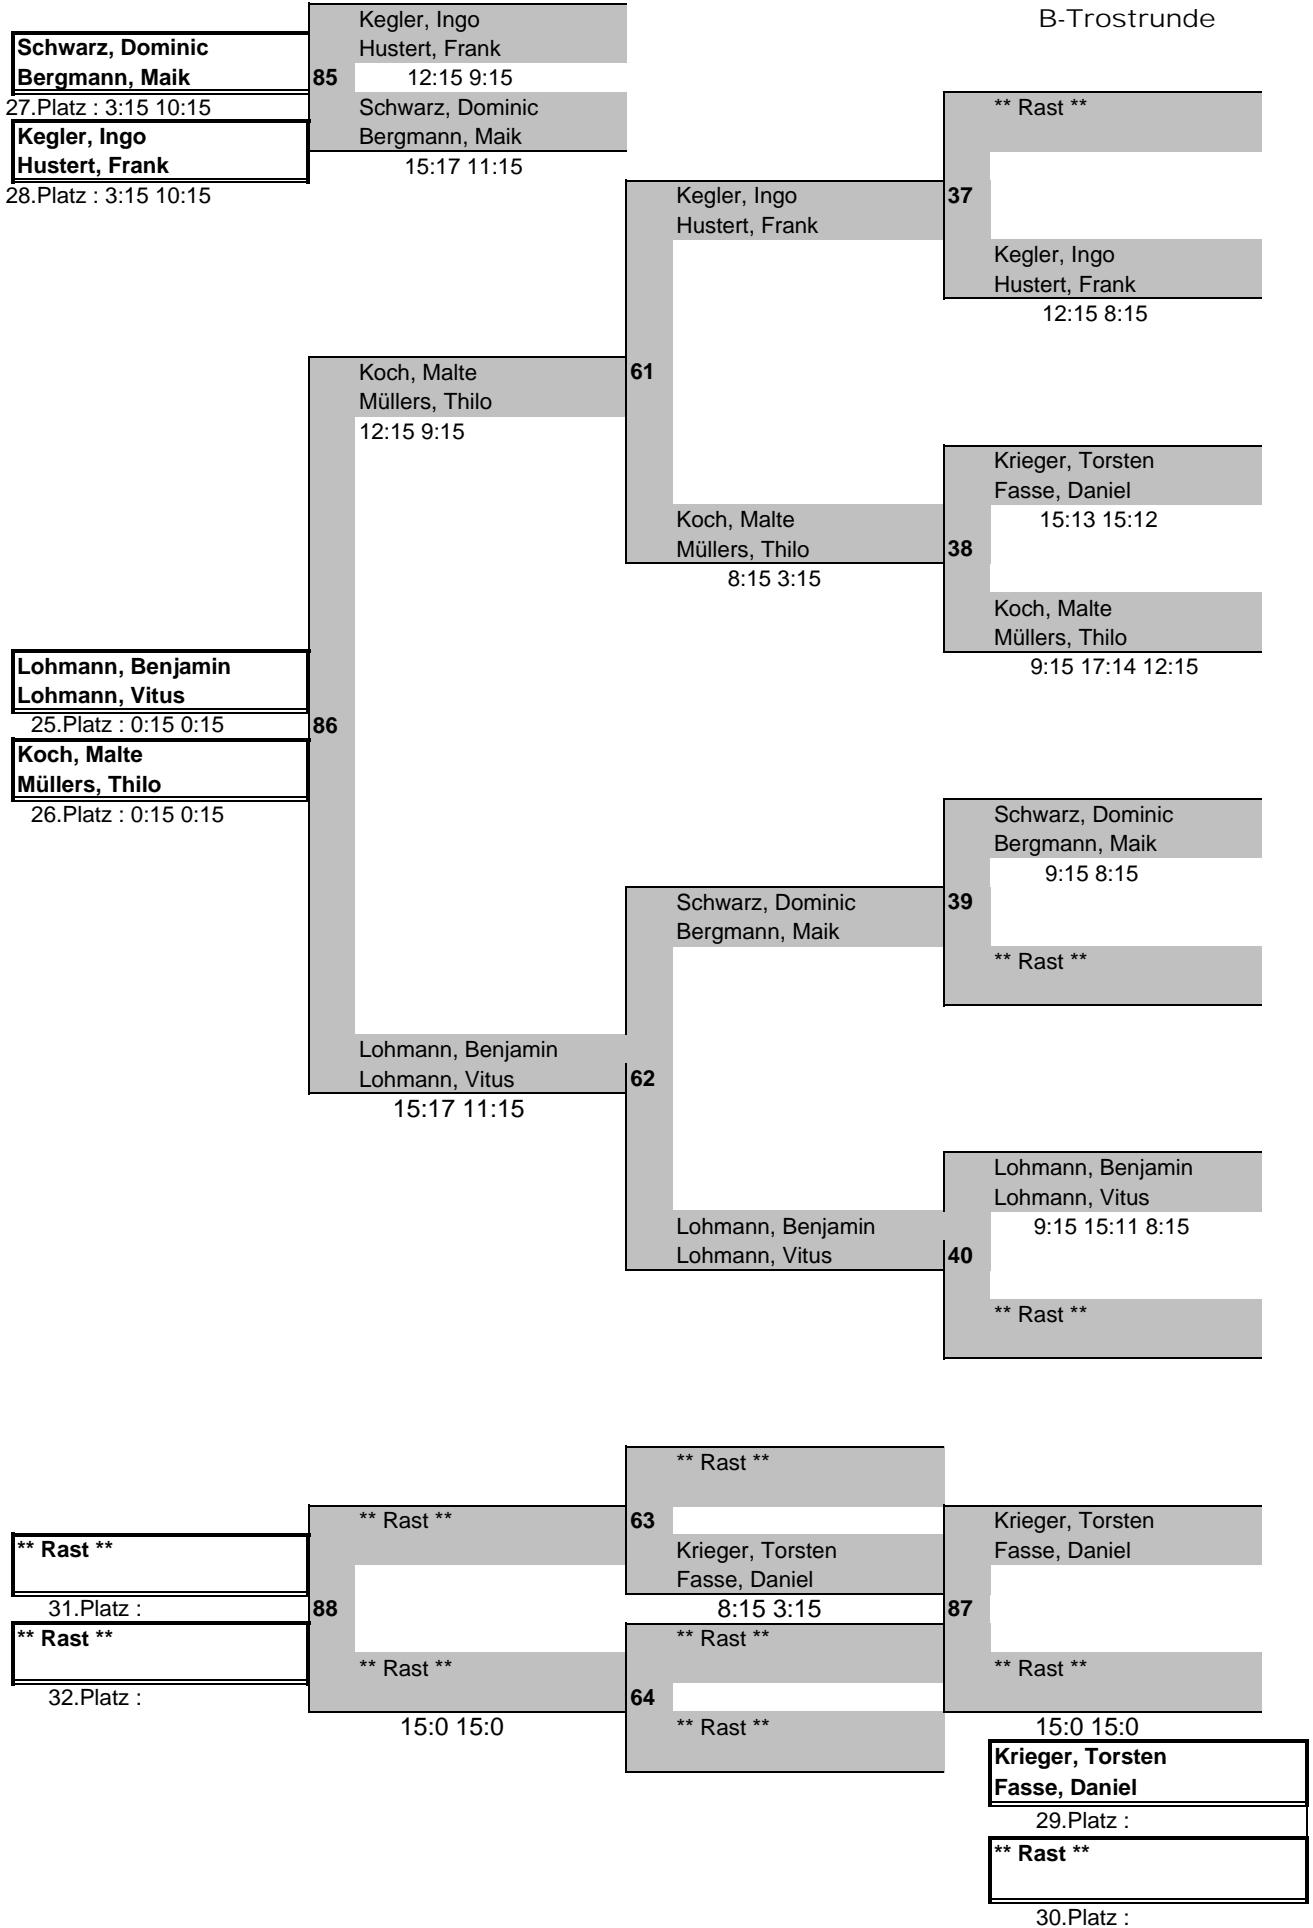 B-Trostrunde
Kegler, Ingo
Hustert, Frank
Schwarz, Dominic
Bergmann, Maik
85
12:15 9:15
27.Platz : 3:15 10:15
Schwarz, Dominic
Bergmann, Maik
Kegler, Ingo
Hustert, Frank
15:17 11:15
28.Platz : 3:15 10:15
** Rast **
Kegler, Ingo
Hustert, Frank
37
Kegler, Ingo
Hustert, Frank
12:15 8:15
Koch, Malte
Müllers, Thilo
61
12:15 9:15
Krieger, Torsten
Fasse, Daniel
15:13 15:12
Koch, Malte
Müllers, Thilo
38
8:15 3:15
Koch, Malte
Müllers, Thilo
9:15 17:14 12:15
Lohmann, Benjamin
Lohmann, Vitus
25.Platz : 0:15 0:15
86
Koch, Malte
Müllers, Thilo
26.Platz : 0:15 0:15
Schwarz, Dominic
Bergmann, Maik
9:15 8:15
Schwarz, Dominic
Bergmann, Maik
39
** Rast **
Lohmann, Benjamin
Lohmann, Vitus
62
15:17 11:15
Lohmann, Benjamin
Lohmann, Vitus
9:15 15:11 8:15
Lohmann, Benjamin
Lohmann, Vitus
40
** Rast **
** Rast **
** Rast **
63
Krieger, Torsten
Fasse, Daniel
** Rast **
Krieger, Torsten
Fasse, Daniel
31.Platz :
88
8:15 3:15
87
** Rast **
** Rast **
** Rast **
** Rast **
32.Platz :
64
15:0 15:0
** Rast **
15:0 15:0
Krieger, Torsten
Fasse, Daniel
29.Platz :
** Rast **
30.Platz :